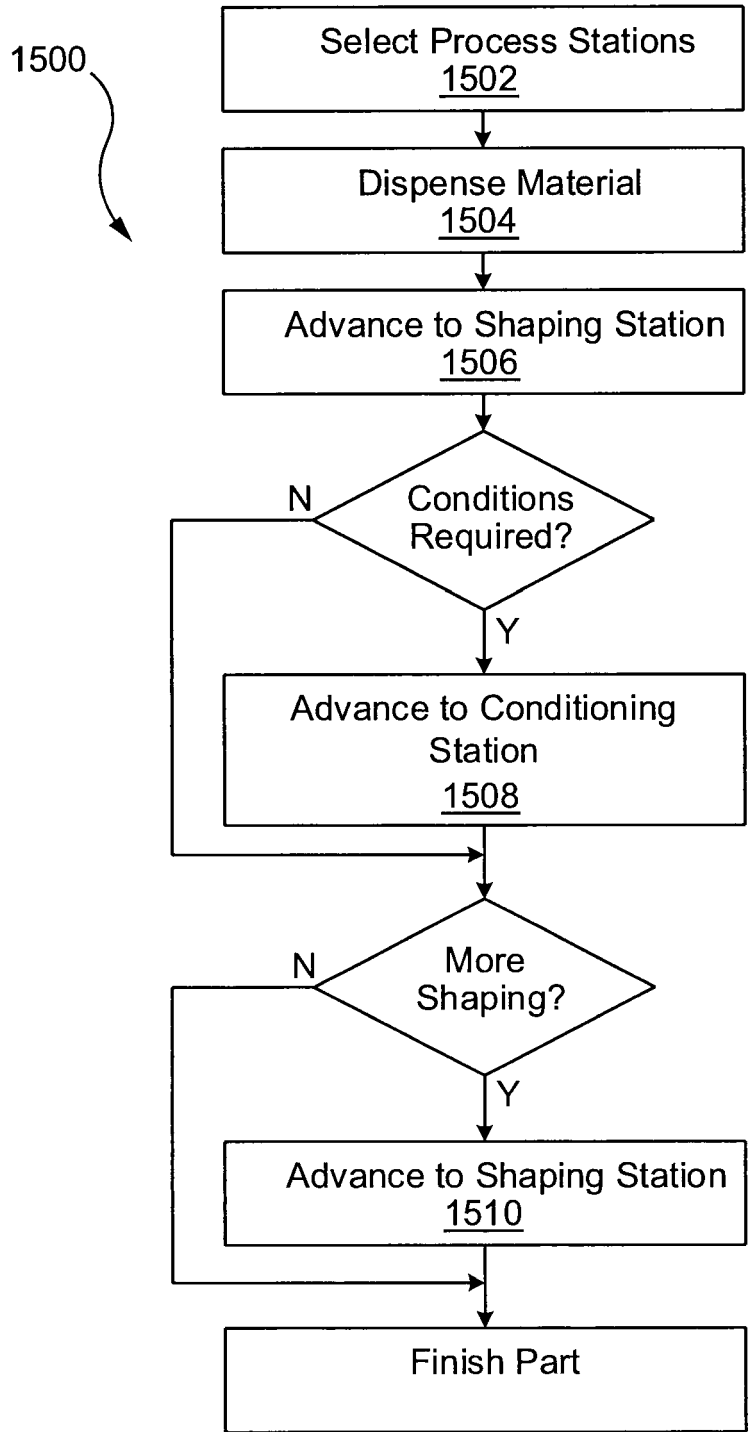 1500
Select Process Stations
1502
Dispense Material
1504
Advance to Shaping Station
1506
Conditions
Required?
N
Y
Advance to Conditioning
Station
1508
More
Shaping?
N
Y
Advance to Shaping Station
1510
Finish Part